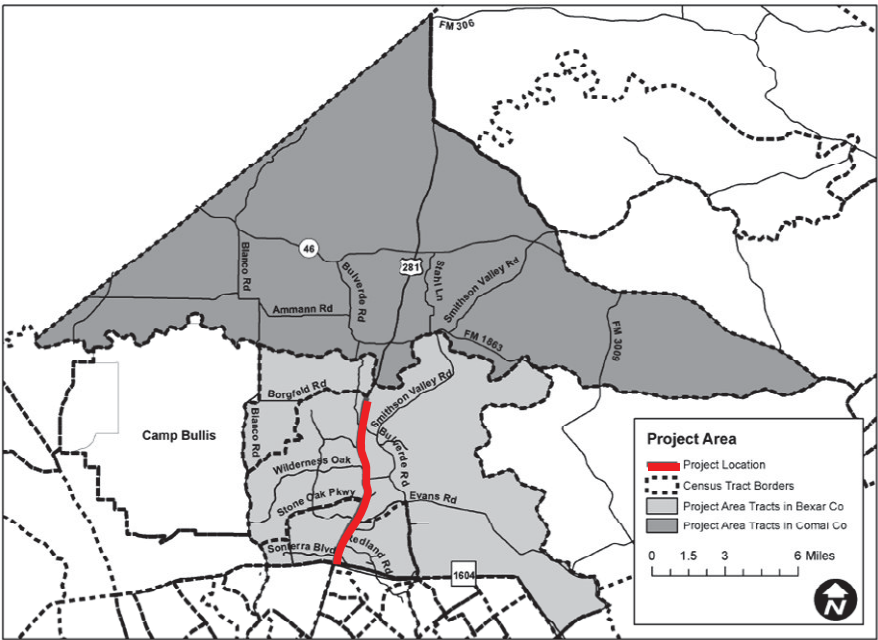 FM 306
46
281
Blanco Rd
Bulverde Rd
Stahl Ln
Smithson Valley Rd
Ammann Rd
FM 1863
FM 3009
Borgfeld Rd
Smithson Valley Rd
Blanco Rd
Camp Bullis
Bulverde Rd
Wilderness Oak
Stone Oak Pkwy
Evans Rd
Sonterra Blvd
Redland Rd
1604
Project Area
Project Location
Census Tract Borders
Project Area Tracts in Bexar Co
Project Area Tracts in Comal Co
0 1.5 3 6 Miles
N